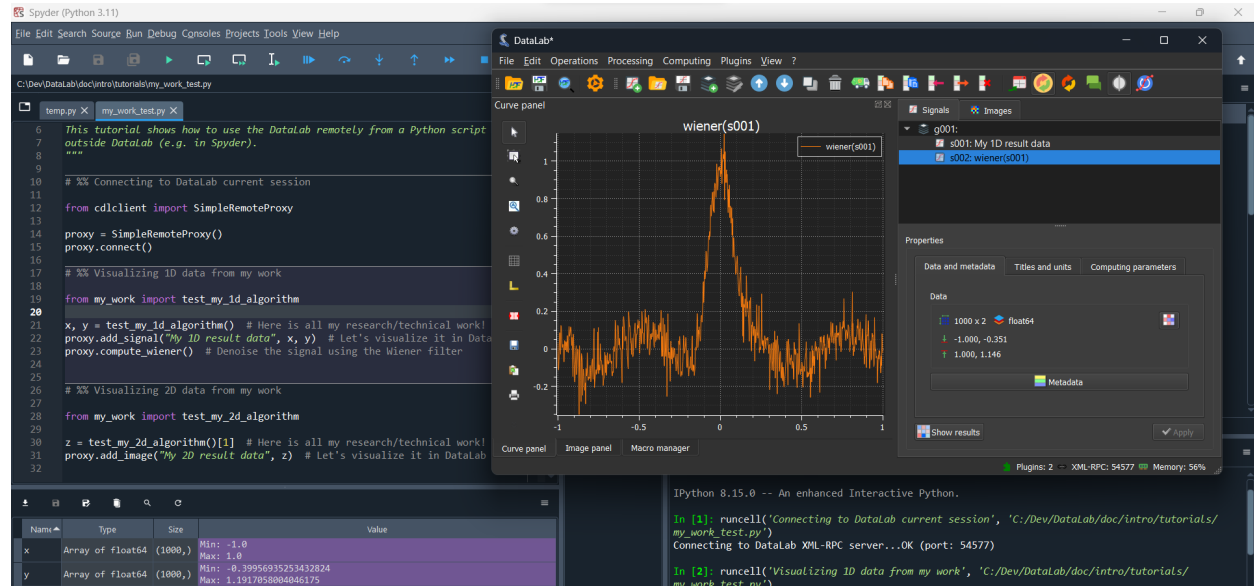 Spyder (Python 3.11)
File Edit Search Source Run Debug Consoles Projects Tools View Help
C:\Dev\DataLab\doc\intro\tutorials\my_work_test.py
temp.py
my_work_test.py
6 This tutorial shows how to use the DataLab remotely from a Python script
7 outside DataLab (e.g. in Spyder).
8 """
9
10 # %% Connecting to DataLab current session
11
12 from cdlclient import SimpleRemoteProxy
13
14 proxy = SimpleRemoteProxy()
15 proxy.connect()
16
17 # %% Visualizing 1D data from my work
18
19 from my_work import test_my_1d_algorithm
20
21 x, y = test_my_1d_algorithm()  # Here is all my research/technical work!
22 proxy.add_signal("My 1D result data", x, y)  # Let's visualize it in Data
23 proxy.compute_wiener()  # Denoise the signal using the Wiener filter
24
25
26 # %% Visualizing 2D data from my work
27
28 from my_work import test_my_2d_algorithm
29
30 z = test_my_2d_algorithm()[1]  # Here is all my research/technical work!
31 proxy.add_image("My 2D result data", z)  # Let's visualize it in DataLab
32
Name Type Size Value
x Array of float64 (1000,) Min: -1.0
Max: 1.0
y Array of float64 (1000,) Min: -0.39956935253432824
Max: 1.1917058004046175
DataLab*
File Edit Operations Processing Computing Plugins View ?
Curve panel
wiener(s001)
wiener(s001)
1
0.8
0.6
0.4
0.2
0
-0.2
-1 -0.5 0 0.5 1
Curve panel Image panel Macro manager
Signals Images
g001:
s001: My 1D result data
s002: wiener(s001)
Properties
Data and metadata Titles and units Computing parameters
Data
1000 x 2 float64
-1.000, -0.351
1.000, 1.146
Metadata
Show results Apply
Plugins: 2 XML-RPC: 54577 Memory: 56%
IPython 8.15.0 -- An enhanced Interactive Python.
In [1]: runcell('Connecting to DataLab current session', 'C:/Dev/DataLab/doc/intro/tutorials/
my_work_test.py')
Connecting to DataLab XML-RPC server...OK (port: 54577)
In [2]: runcell('Visualizing 1D data from my work', 'C:/Dev/DataLab/doc/intro/tutorials/
my_work_test.py')